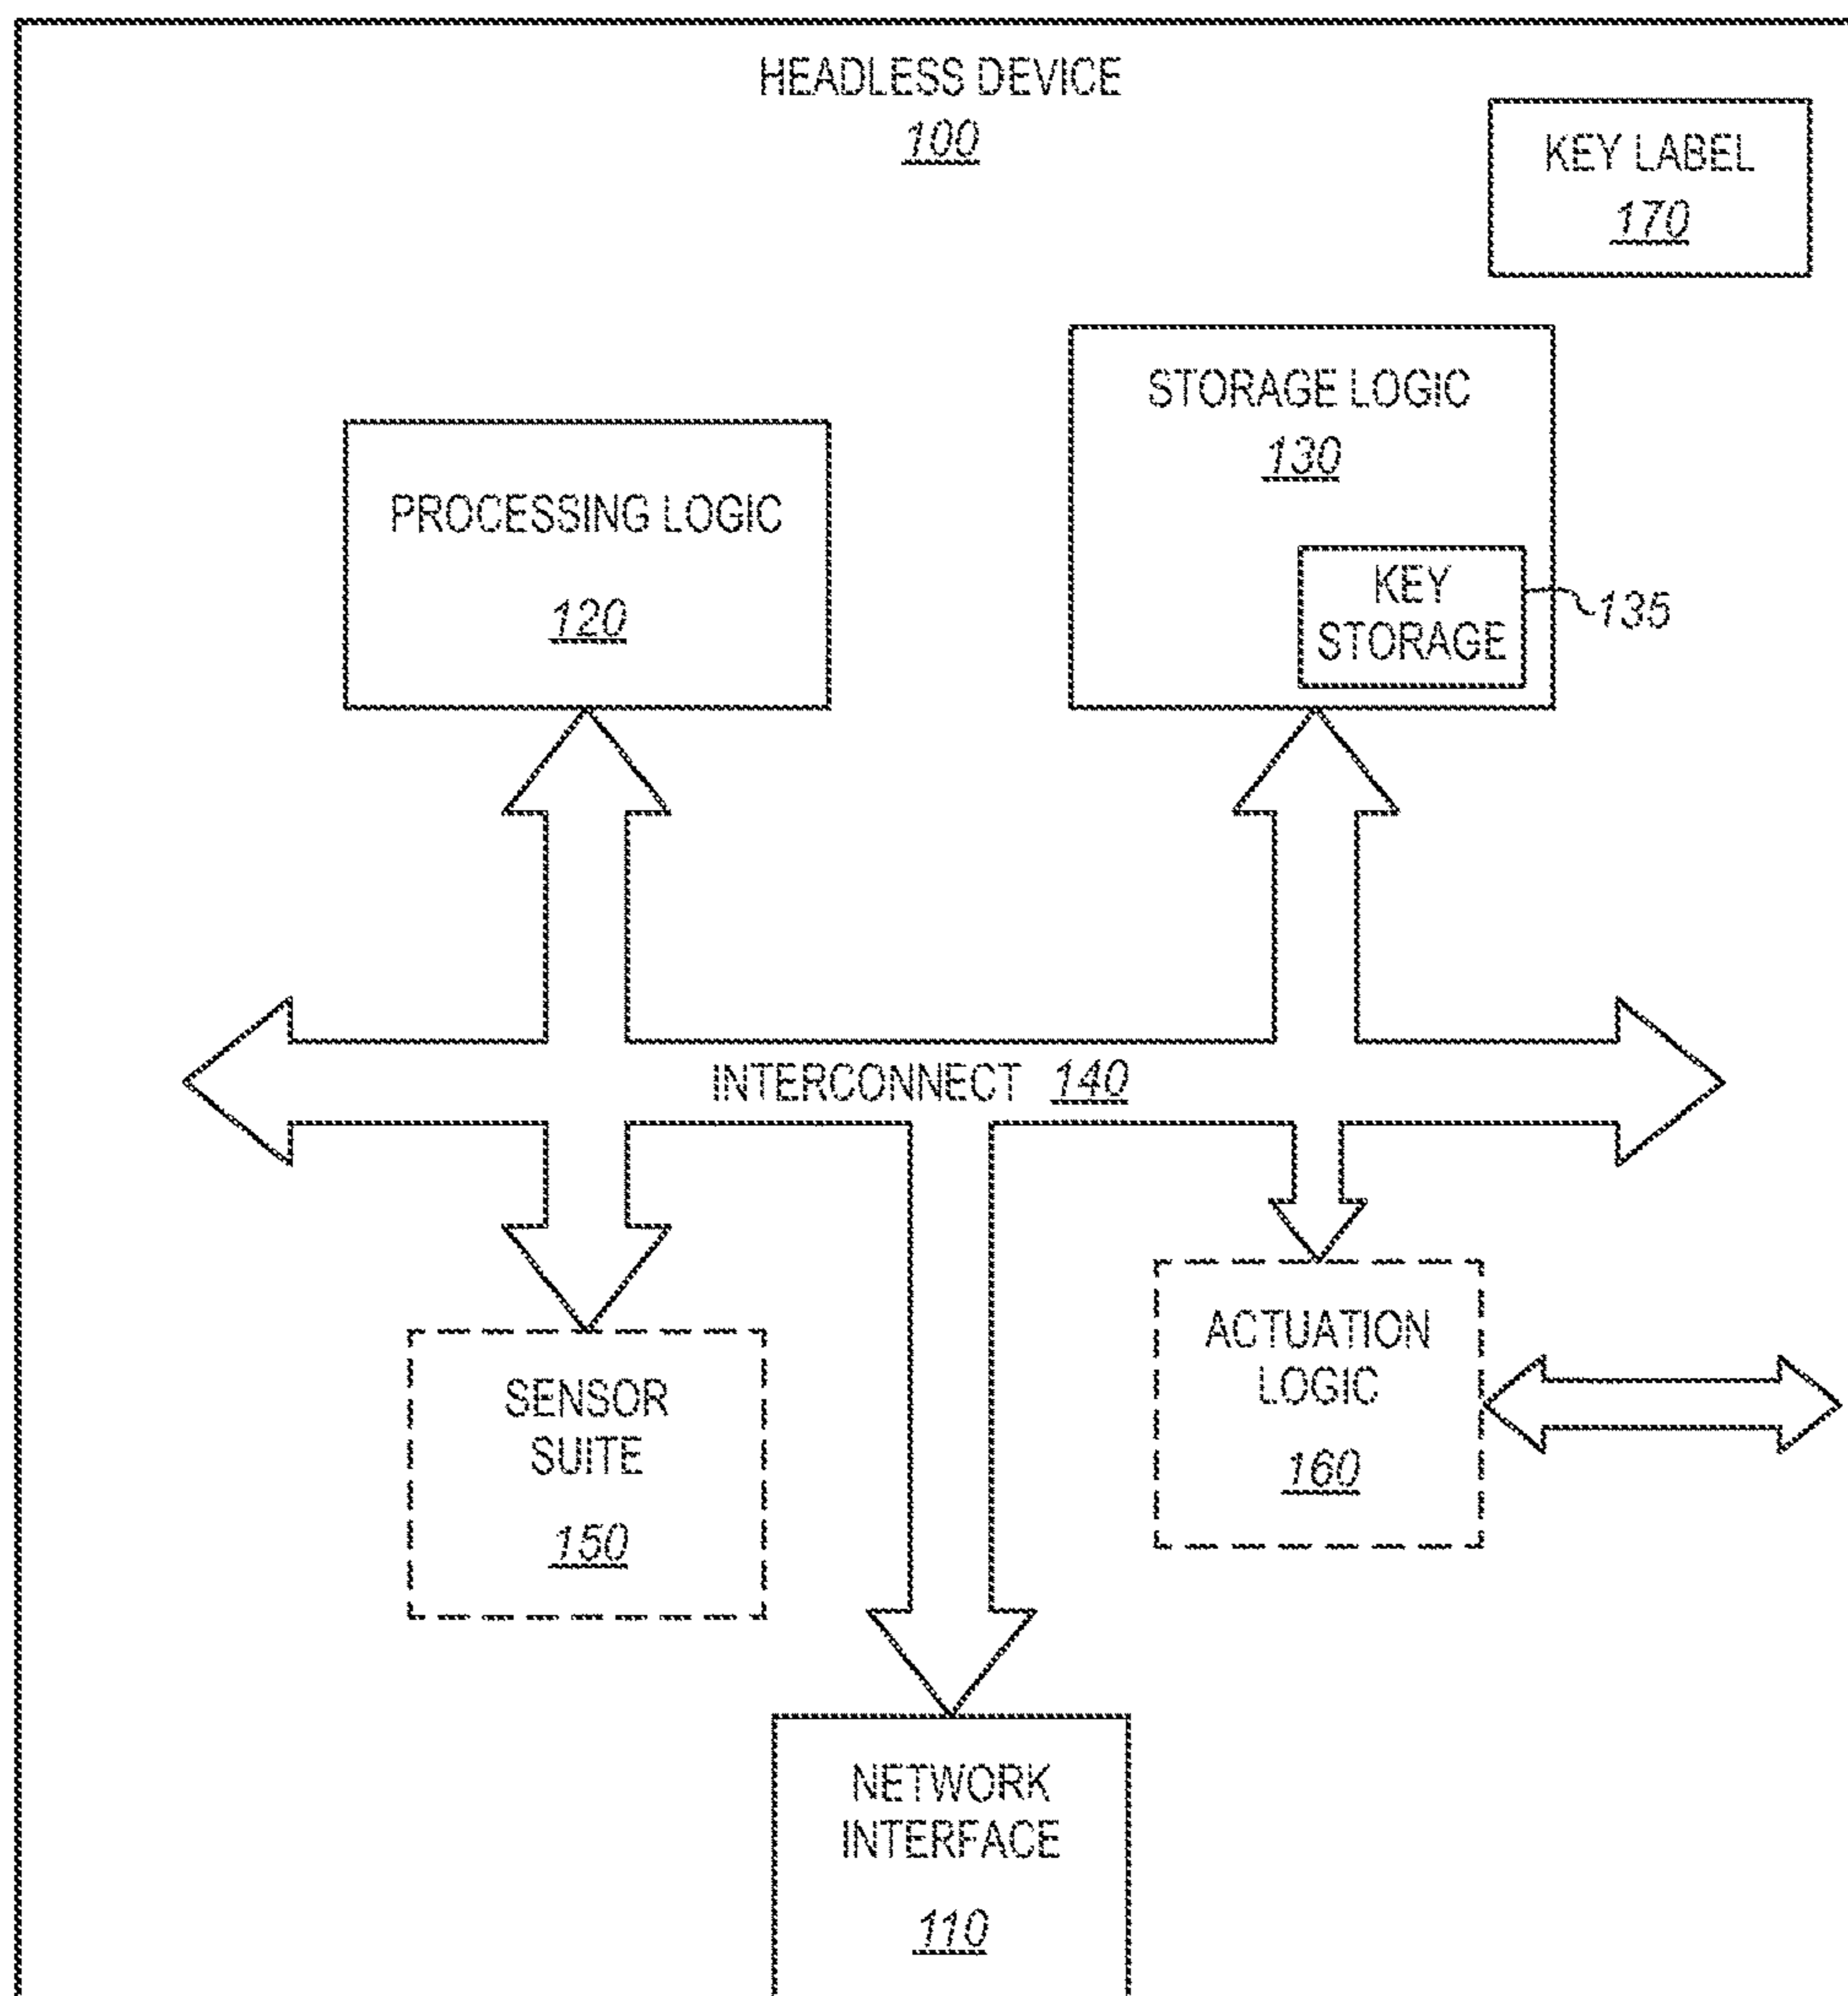 HEADLESS DEVICE
100
KEY LABEL
170
STORAGE LOGIC
130
PROCESSING LOGIC
120
KEY
STORAGE
135
INTERCONNECT 140
ACTUATION
LOGIC
160
SENSOR
SUITE
150
NETWORK
INTERFACE
110